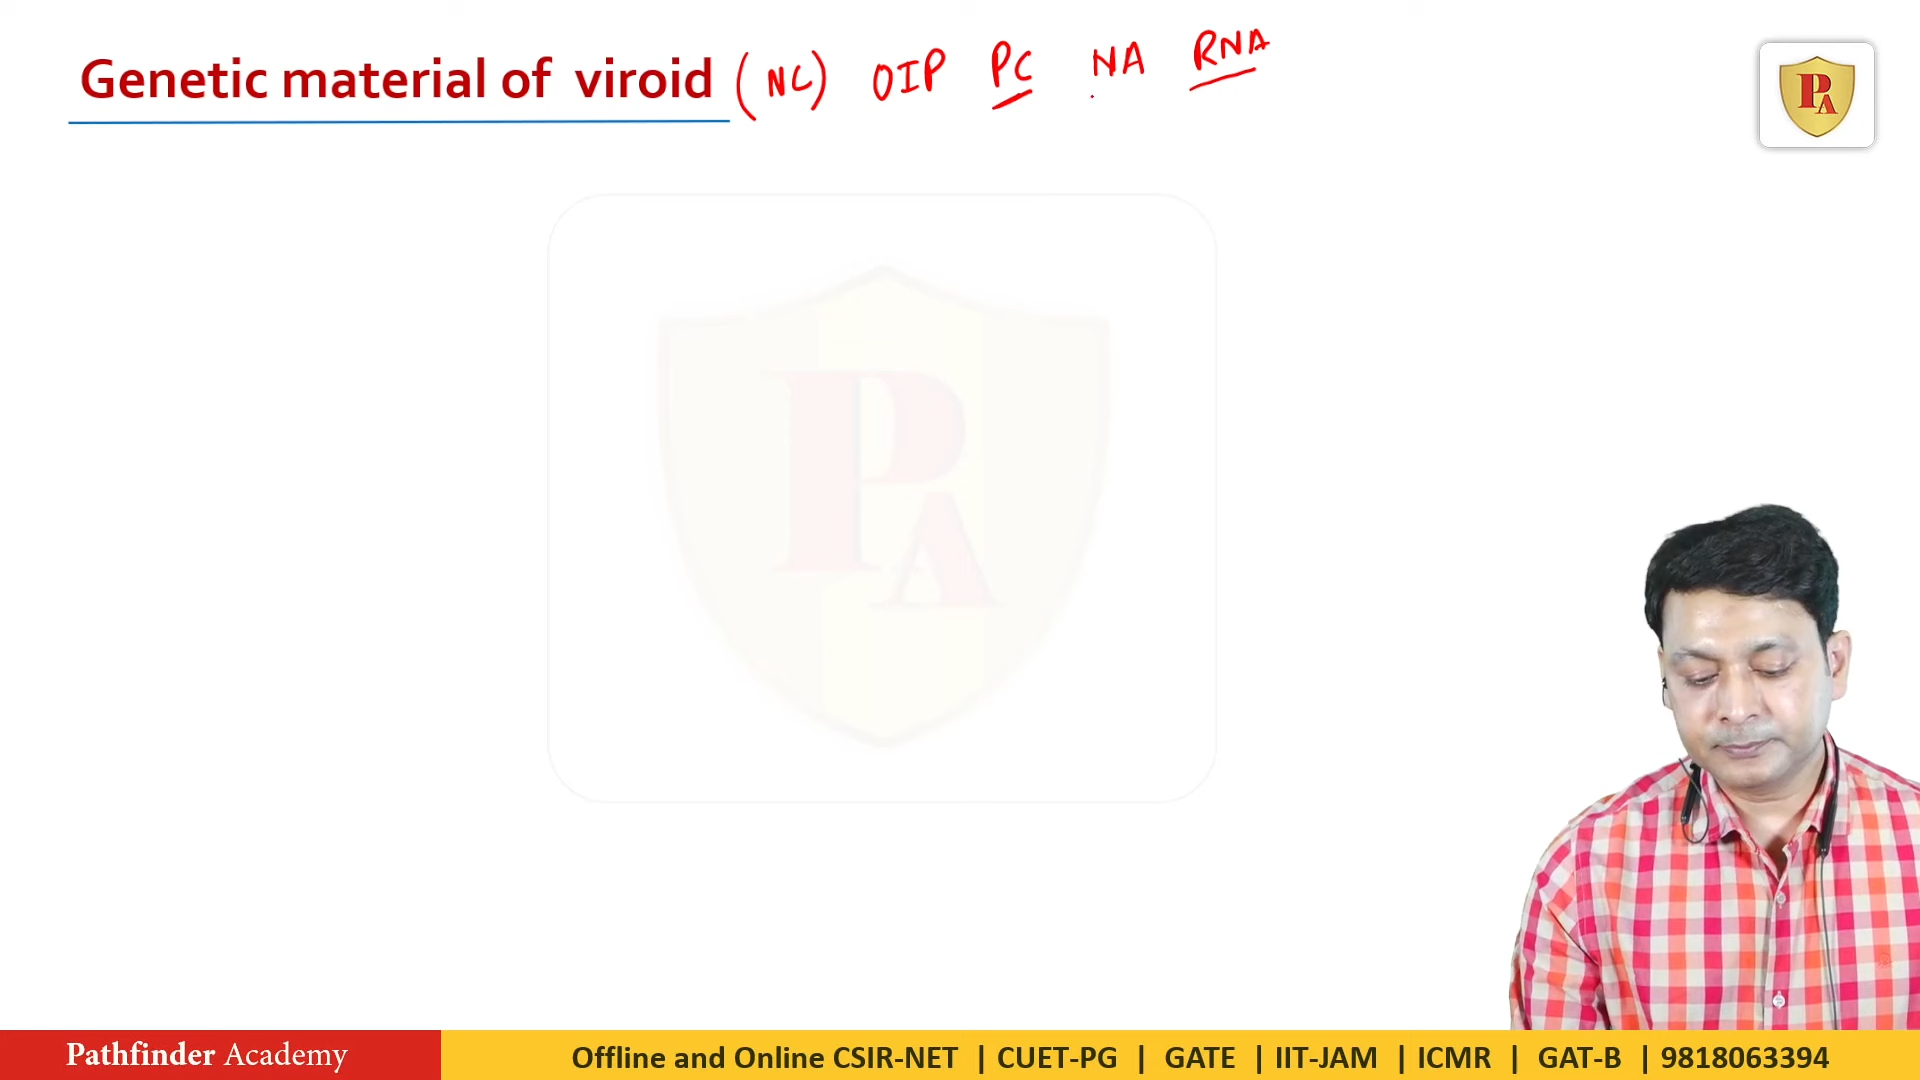 Genetic material of viroid (NC) OIP PC NA RNA
PA
PA
Pathfinder Academy
Offline and Online CSIR-NET | CUET-PG | GATE | IIT-JAM | ICMR | GAT-B | 9818063394